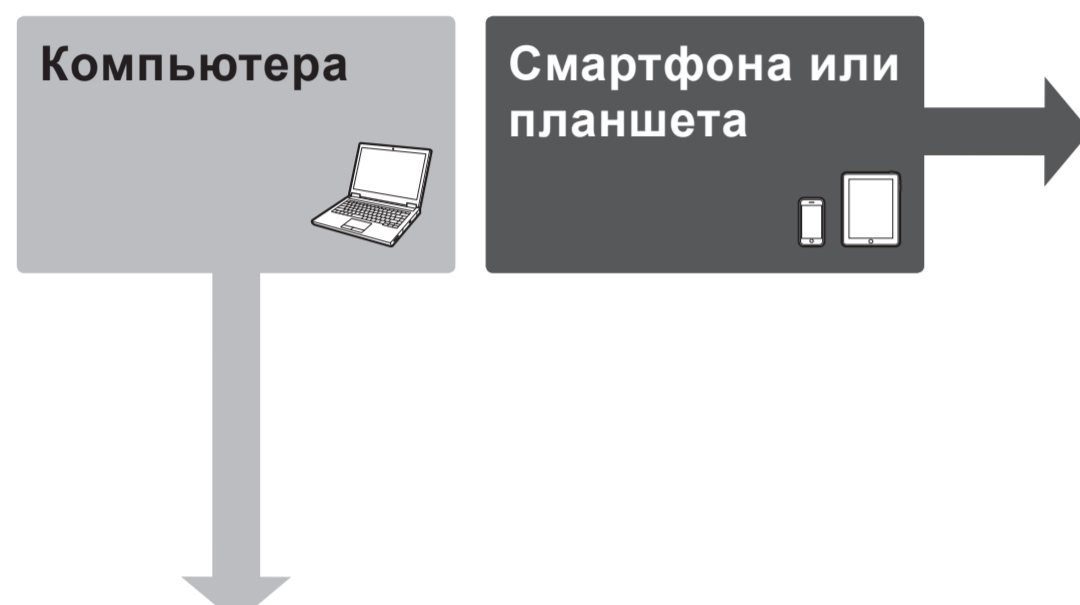 Компьютера
Смартфона или
планшета